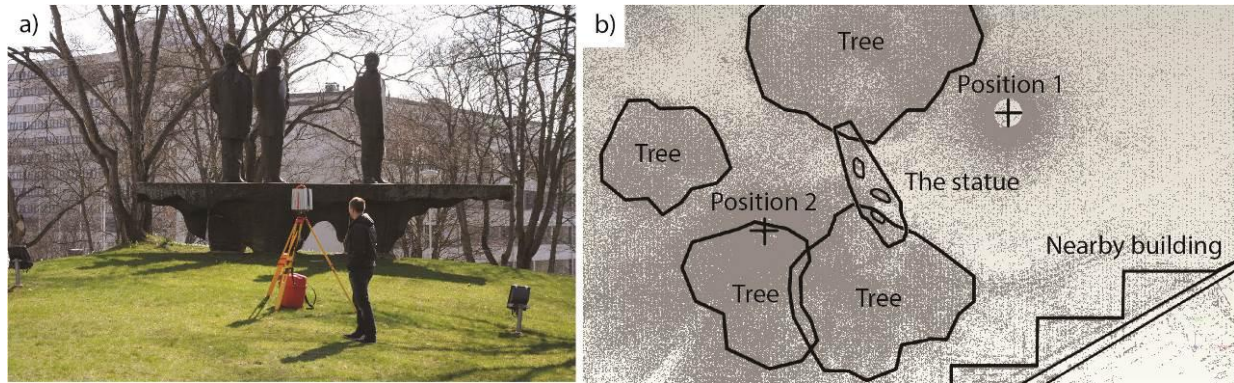 a)
b)
Tree
Position 1
Tree
The statue
Position 2
Nearby building
Tree
Tree